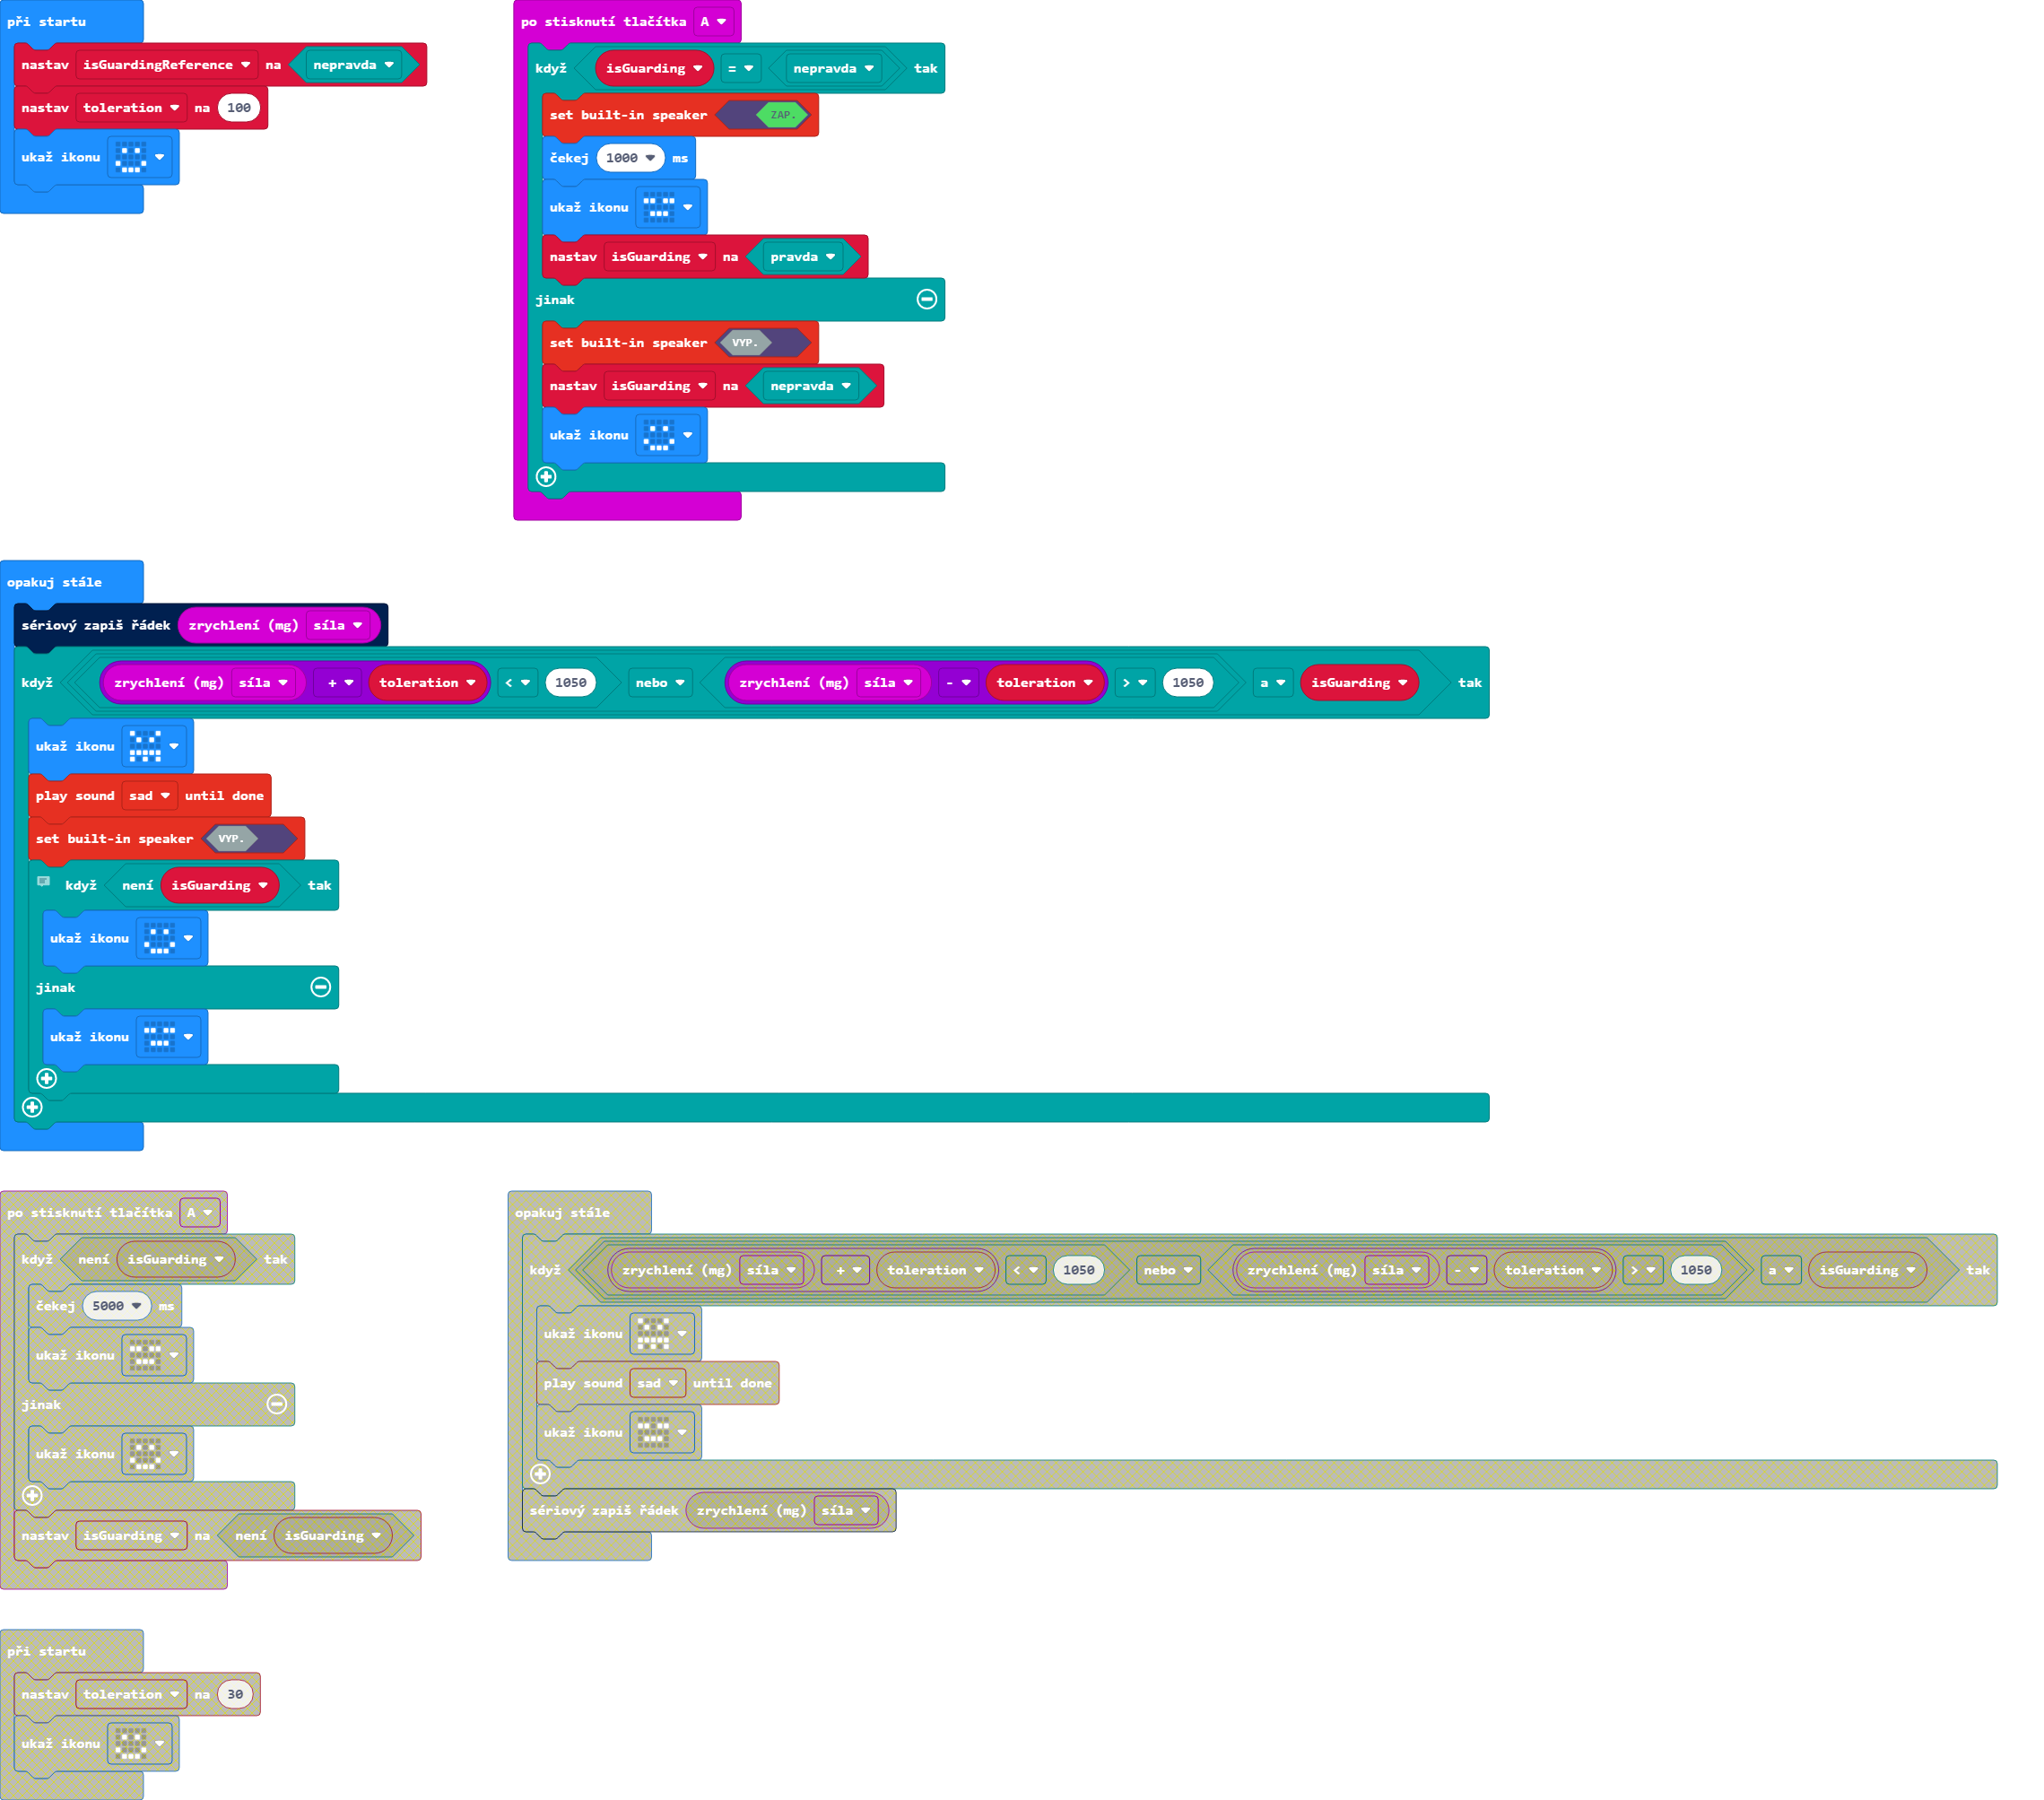 při startu
nastav isGuardingReference na nepravda
nastav toleration na 100
ukaž ikonu
po stisknutí tlačítka A
když isGuarding = nepravda tak
set built-in speaker ZAP.
čekej 1000 ms
ukaž ikonu
nastav isGuarding na pravda
jinak
set built-in speaker VYP.
nastav isGuarding na nepravda
ukaž ikonu
opakuj stále
sériový zapiš řádek zrychlení (mg) síla
když zrychlení (mg) síla + toleration < 1050 nebo zrychlení (mg) síla - toleration > 1050 a isGuarding tak
ukaž ikonu
play sound sad until done
set built-in speaker VYP.
když není isGuarding tak
ukaž ikonu
jinak
ukaž ikonu
po stisknutí tlačítka A
když není isGuarding tak
čekej 5000 ms
ukaž ikonu
jinak
ukaž ikonu
nastav isGuarding na není isGuarding
opakuj stále
když zrychlení (mg) síla + toleration < 1050 nebo zrychlení (mg) síla - toleration > 1050 a isGuarding tak
ukaž ikonu
play sound sad until done
ukaž ikonu
sériový zapiš řádek zrychlení (mg) síla
při startu
nastav toleration na 30
ukaž ikonu